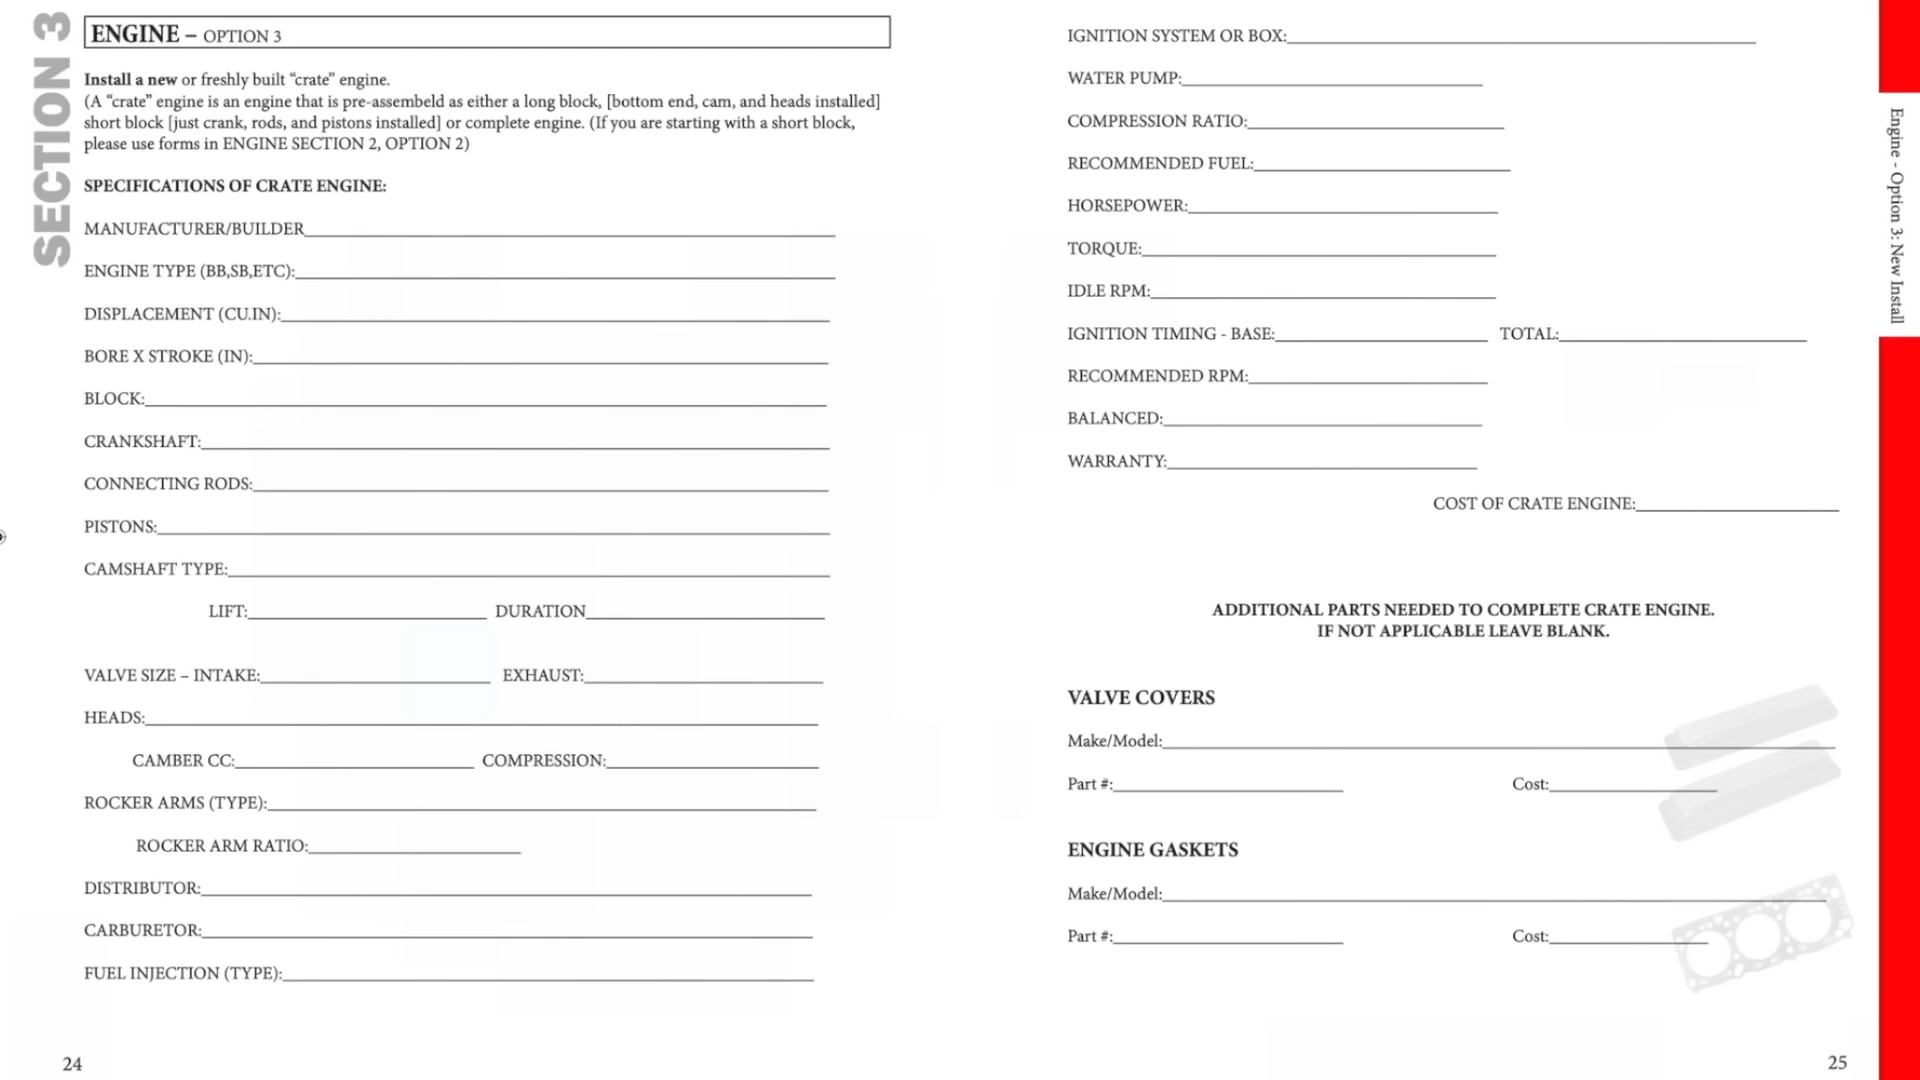 SECTION 3
ENGINE – OPTION 3
Install a new or freshly built “crate” engine.
(A “crate” engine is an engine that is pre-assembeld as either a long block, [bottom end, cam, and heads installed]
short block [just crank, rods, and pistons installed] or complete engine. (If you are starting with a short block,
please use forms in ENGINE SECTION 2, OPTION 2)
SPECIFICATIONS OF CRATE ENGINE:
MANUFACTURER/BUILDER
ENGINE TYPE (BB,SB,ETC):
DISPLACEMENT (CU.IN):
BORE X STROKE (IN):
BLOCK:
CRANKSHAFT:
CONNECTING RODS:
PISTONS:
CAMSHAFT TYPE:
LIFT: DURATION
VALVE SIZE – INTAKE: EXHAUST:
HEADS:
CAMBER CC: COMPRESSION:
ROCKER ARMS (TYPE):
ROCKER ARM RATIO:
DISTRIBUTOR:
CARBURETOR:
FUEL INJECTION (TYPE):
24
IGNITION SYSTEM OR BOX:
WATER PUMP:
COMPRESSION RATIO:
RECOMMENDED FUEL:
HORSEPOWER:
TORQUE:
IDLE RPM:
IGNITION TIMING - BASE: TOTAL:
RECOMMENDED RPM:
BALANCED:
WARRANTY:
COST OF CRATE ENGINE:
ADDITIONAL PARTS NEEDED TO COMPLETE CRATE ENGINE.
IF NOT APPLICABLE LEAVE BLANK.
VALVE COVERS
Make/Model:
Part #: Cost:
ENGINE GASKETS
Make/Model:
Part #: Cost:
25
Engine - Option 3: New Install